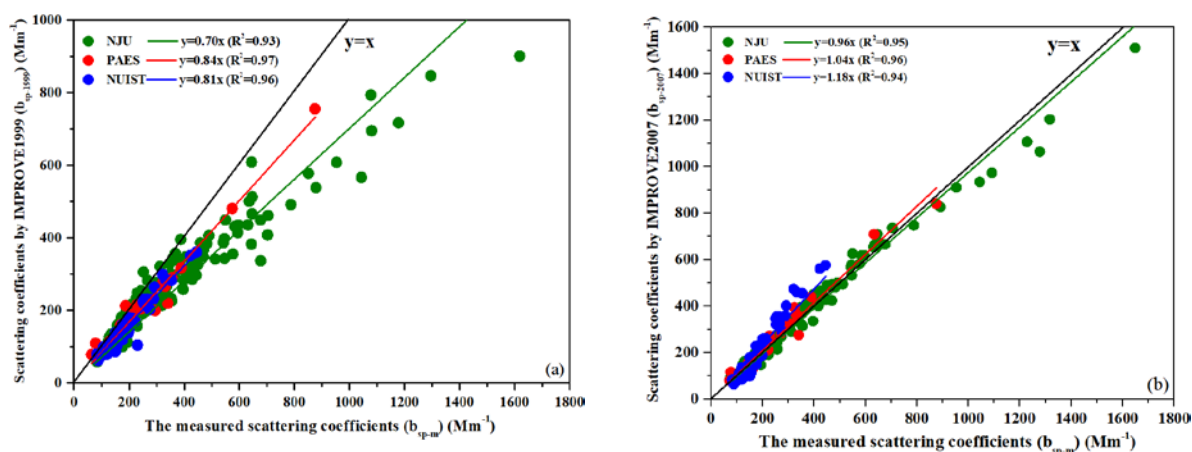 1000
800
600
400
200
0
Scattering coefficients by IMPROVE1999 (b_sp-1999) (Mm⁻¹)
NJU y=0.70x (R²=0.93)
PAES y=0.84x (R²=0.97)
NUIST y=0.81x (R²=0.96)
y=x
(a)
0 200 400 600 800 1000 1200 1400 1600 1800
The measured scattering coefficients (b_sp-m) (Mm⁻¹)
1600
1400
1200
1000
800
600
400
200
0
Scattering coefficients by IMPROVE2007 (b_sp-2007) (Mm⁻¹)
NJU y=0.96x (R²=0.95)
PAES y=1.04x (R²=0.96)
NUIST y=1.18x (R²=0.94)
y=x
(b)
0 200 400 600 800 1000 1200 1400 1600 1800
The measured scattering coefficients (b_sp-m) (Mm⁻¹)